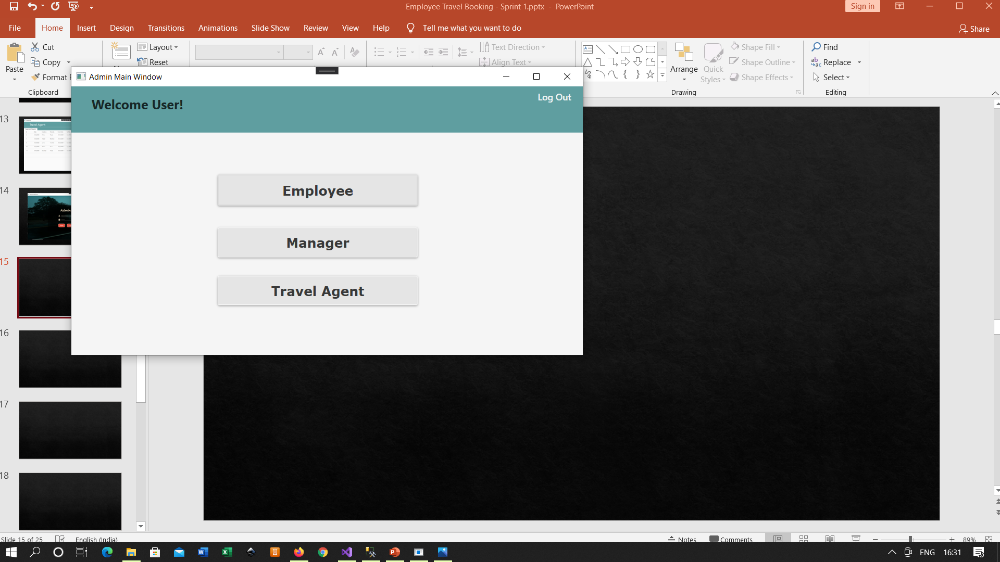 Employee Travel Booking - Sprint 1.pptx - PowerPoint
Sign in
File
Home
Insert
Design
Transitions
Animations
Slide Show
Review
View
Help
Tell me what you want to do
Share
Paste
Cut
Copy
Format
Clipboard
Layout
Reset
Text Direction
Align Text
Arrange
Quick
Styles
Shape Fill
Shape Outline
Shape Effects
Drawing
Find
Replace
Select
Editing
Admin Main Window
Welcome User!
Log Out
Employee
Manager
Travel Agent
13
Travel Agent
14
Admin
15
16
17
18
Slide 15 of 25
English (India)
Notes
Comments
89%
ENG
16:31